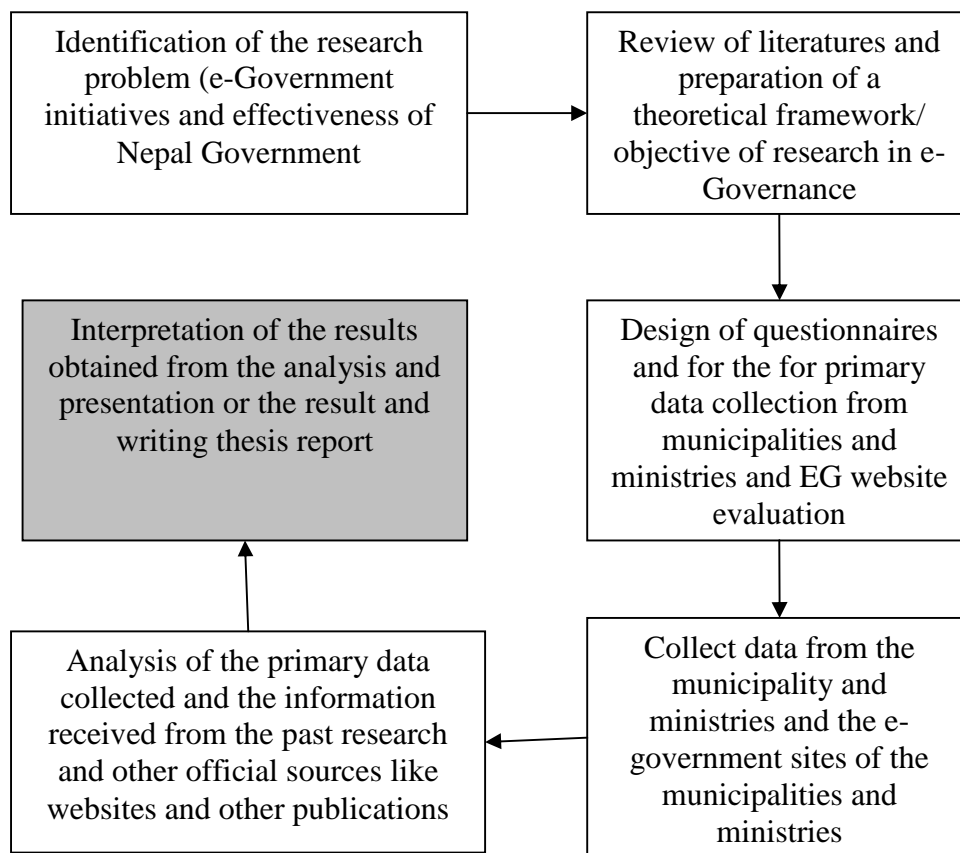 Identification of the research
problem (e-Government
initiatives and effectiveness of
Nepal Government
Review of literatures and
preparation of a
theoretical framework/
objective of research in e-
Governance
Design of questionnaires
and for the for primary
data collection from
municipalities and
ministries and EG website
evaluation
Collect data from the
municipality and
ministries and the e-
government sites of the
municipalities and
ministries
Analysis of the primary data
collected and the information
received from the past research
and other official sources like
websites and other publications
Interpretation of the results
obtained from the analysis and
presentation or the result and
writing thesis report